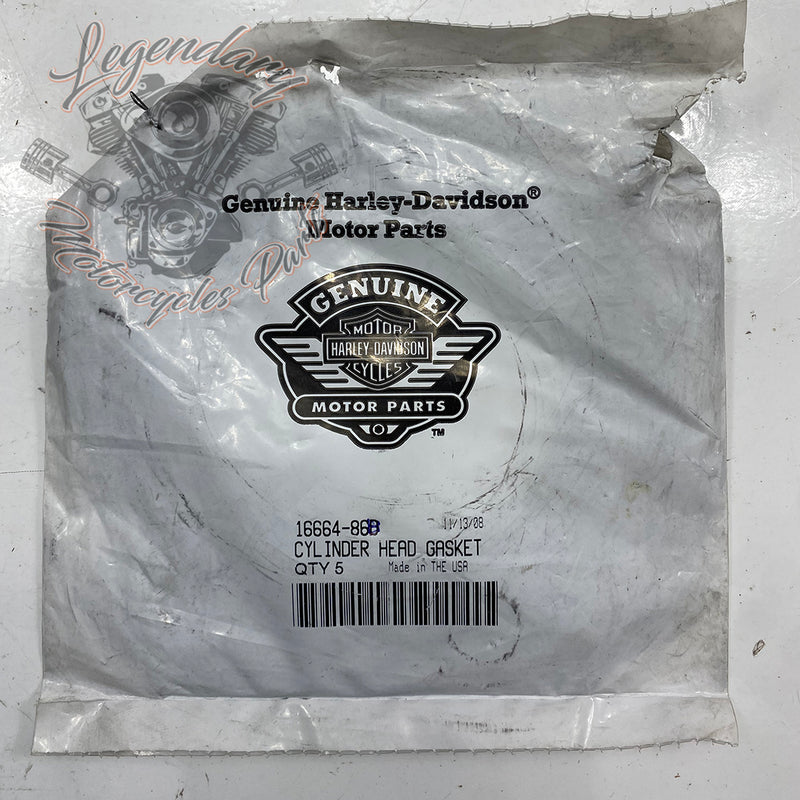 Legendary
Motorcycles Parts
Genuine Harley-Davidson®
Motor Parts
GENUINE
MOTOR
HARLEY-DAVIDSON
CYCLES
MOTOR PARTS
TM
16664-86B 11/13/08
CYLINDER HEAD GASKET
QTY 5 Made in THE USA